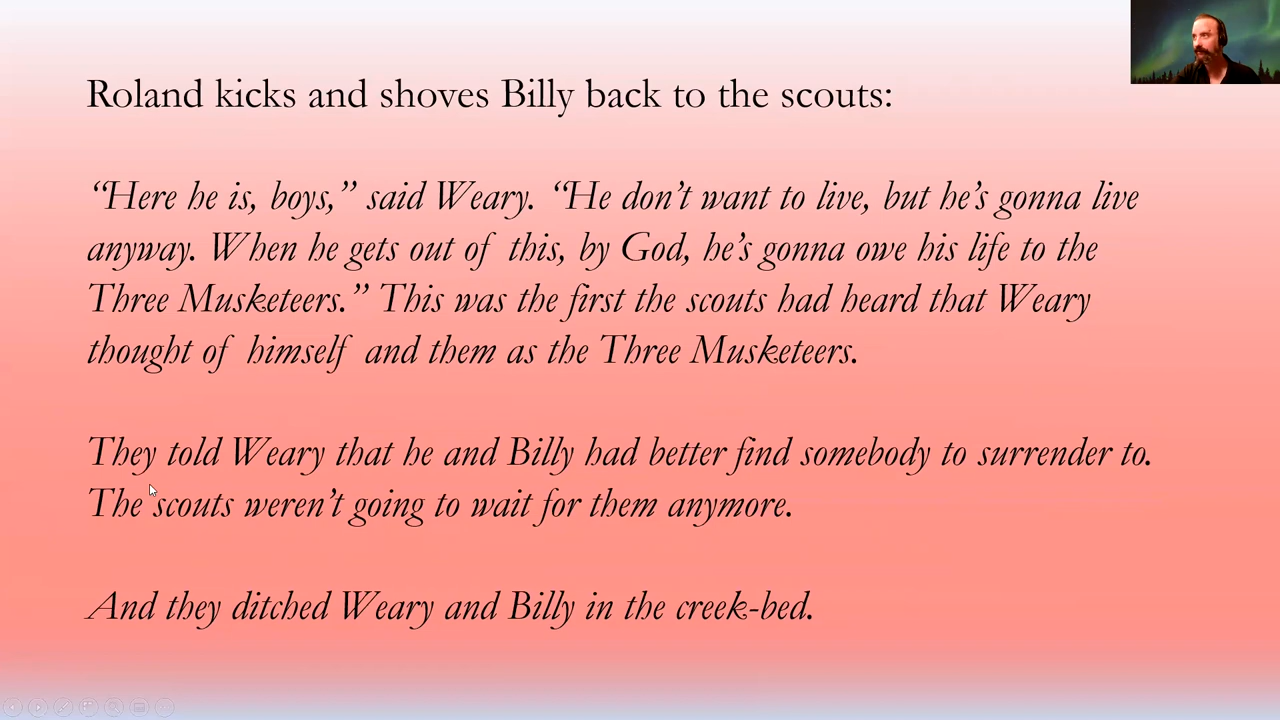 Roland kicks and shoves Billy back to the scouts:
“Here he is, boys,” said Weary. “He don’t want to live, but he’s gonna live
anyway. When he gets out of this, by God, he’s gonna owe his life to the
Three Musketeers.” This was the first the scouts had heard that Weary
thought of himself and them as the Three Musketeers.
They told Weary that he and Billy had better find somebody to surrender to.
The scouts weren’t going to wait for them anymore.
And they ditched Weary and Billy in the creek-bed.